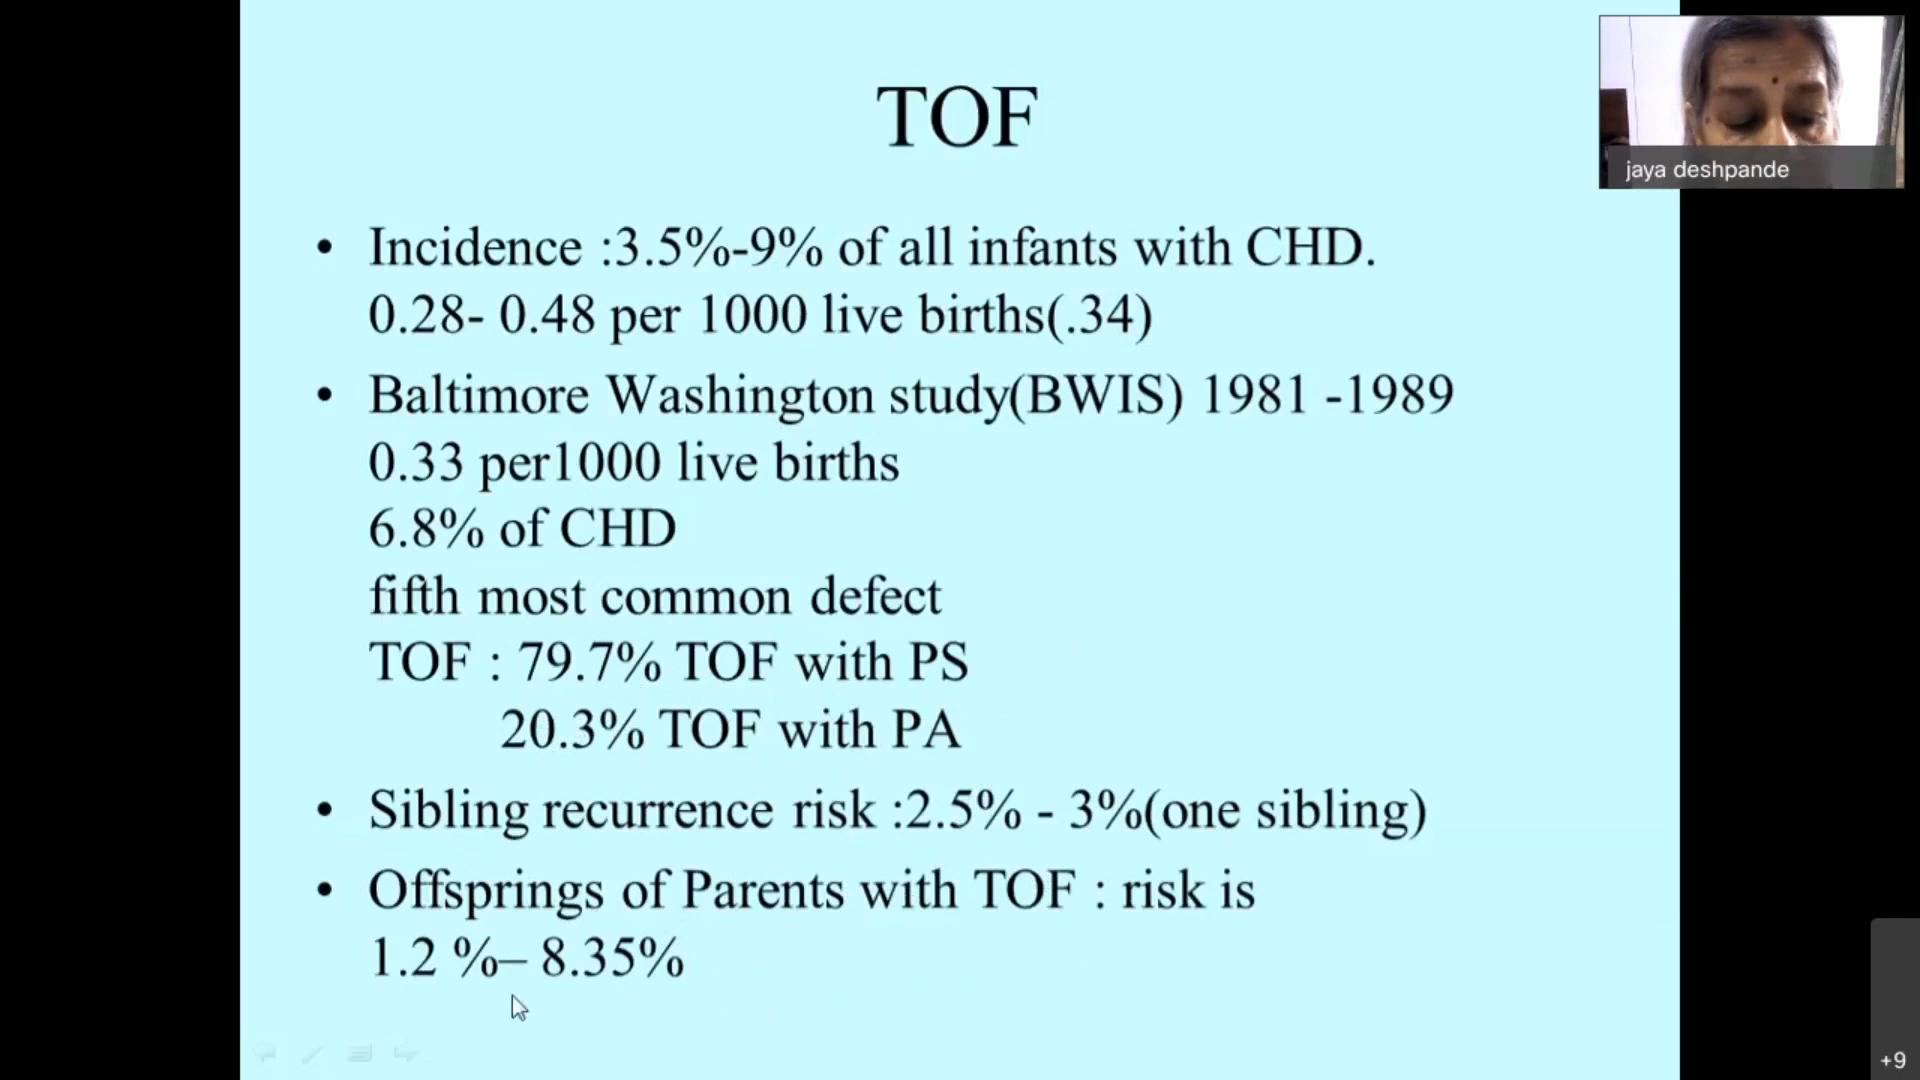 TOF
jaya deshpande
• Incidence :3.5%-9% of all infants with CHD.
0.28- 0.48 per 1000 live births(.34)
• Baltimore Washington study(BWIS) 1981 -1989
0.33 per1000 live births
6.8% of CHD
fifth most common defect
TOF : 79.7% TOF with PS
20.3% TOF with PA
• Sibling recurrence risk :2.5% - 3%(one sibling)
• Offsprings of Parents with TOF : risk is
1.2 %– 8.35%
+9